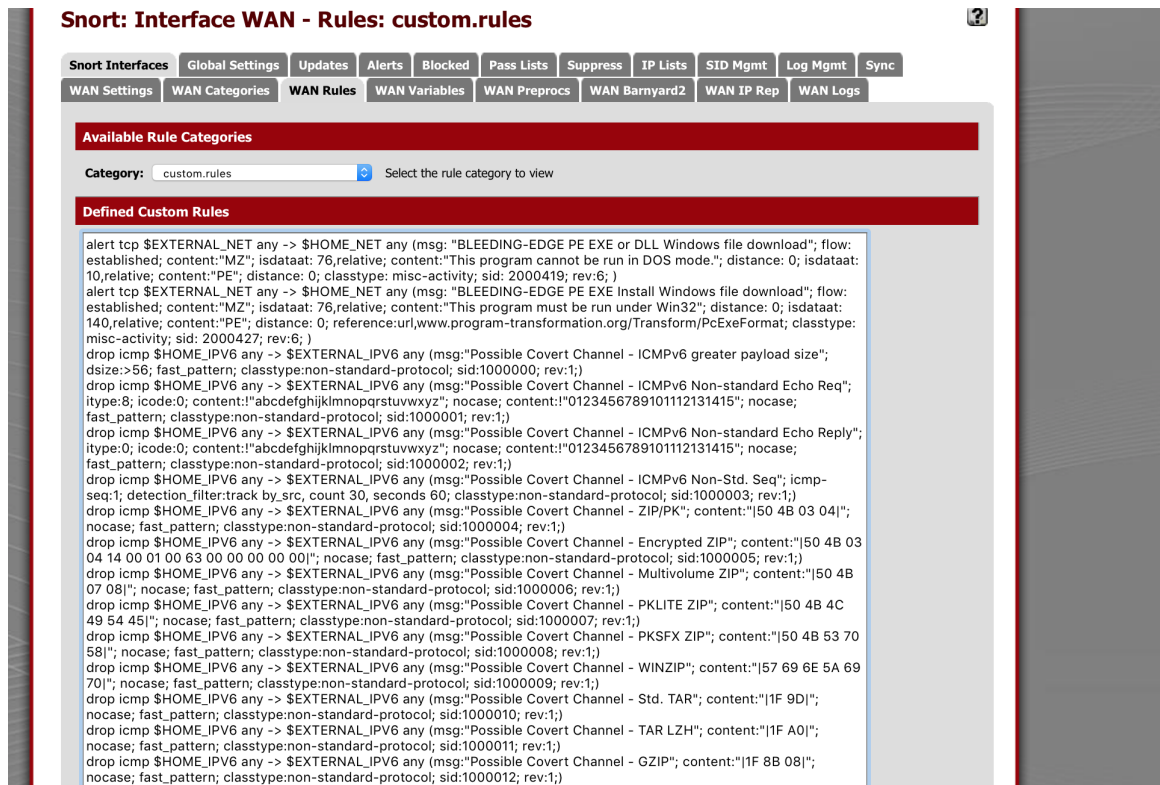 Snort: Interface WAN - Rules: custom.rules
?
Snort Interfaces Global Settings Updates Alerts Blocked Pass Lists Suppress IP Lists SID Mgmt Log Mgmt Sync
WAN Settings WAN Categories WAN Rules WAN Variables WAN Preprocs WAN Barnyard2 WAN IP Rep WAN Logs
Available Rule Categories
Category: custom.rules Select the rule category to view
Defined Custom Rules
alert tcp $EXTERNAL_NET any -> $HOME_NET any (msg: "BLEEDING-EDGE PE EXE or DLL Windows file download"; flow:
established; content:"MZ"; isdataat: 76,relative; content:"This program cannot be run in DOS mode."; distance: 0; isdataat:
10,relative; content:"PE"; distance: 0; classtype: misc-activity; sid: 2000419; rev:6; )
alert tcp $EXTERNAL_NET any -> $HOME_NET any (msg: "BLEEDING-EDGE PE EXE Install Windows file download"; flow:
established; content:"MZ"; isdataat: 76,relative; content:"This program must be run under Win32"; distance: 0; isdataat:
140,relative; content:"PE"; distance: 0; reference:url,www.program-transformation.org/Transform/PcExeFormat; classtype:
misc-activity; sid: 2000427; rev:6; )
drop icmp $HOME_IPV6 any -> $EXTERNAL_IPV6 any (msg:"Possible Covert Channel - ICMPv6 greater payload size";
dsize:>56; fast_pattern; classtype:non-standard-protocol; sid:1000000; rev:1;)
drop icmp $HOME_IPV6 any -> $EXTERNAL_IPV6 any (msg:"Possible Covert Channel - ICMPv6 Non-standard Echo Req";
itype:8; icode:0; content:!"abcdefghijklmnopqrstuvwxyz"; nocase; content:!"0123456789101112131415"; nocase;
fast_pattern; classtype:non-standard-protocol; sid:1000001; rev:1;)
drop icmp $HOME_IPV6 any -> $EXTERNAL_IPV6 any (msg:"Possible Covert Channel - ICMPv6 Non-standard Echo Reply";
itype:0; icode:0; content:!"abcdefghijklmnopqrstuvwxyz"; nocase; content:!"0123456789101112131415"; nocase;
fast_pattern; classtype:non-standard-protocol; sid:1000002; rev:1;)
drop icmp $HOME_IPV6 any -> $EXTERNAL_IPV6 any (msg:"Possible Covert Channel - ICMPv6 Non-Std. Seq"; icmp-
seq:1; detection_filter:track by_src, count 30, seconds 60; classtype:non-standard-protocol; sid:1000003; rev:1;)
drop icmp $HOME_IPV6 any -> $EXTERNAL_IPV6 any (msg:"Possible Covert Channel - ZIP/PK"; content:"|50 4B 03 04|";
nocase; fast_pattern; classtype:non-standard-protocol; sid:1000004; rev:1;)
drop icmp $HOME_IPV6 any -> $EXTERNAL_IPV6 any (msg:"Possible Covert Channel - Encrypted ZIP"; content:"|50 4B 03
04 14 00 01 00 63 00 00 00 00 00|"; nocase; fast_pattern; classtype:non-standard-protocol; sid:1000005; rev:1;)
drop icmp $HOME_IPV6 any -> $EXTERNAL_IPV6 any (msg:"Possible Covert Channel - Multivolume ZIP"; content:"|50 4B
07 08|"; nocase; fast_pattern; classtype:non-standard-protocol; sid:1000006; rev:1;)
drop icmp $HOME_IPV6 any -> $EXTERNAL_IPV6 any (msg:"Possible Covert Channel - PKLITE ZIP"; content:"|50 4B 4C
49 54 45|"; nocase; fast_pattern; classtype:non-standard-protocol; sid:1000007; rev:1;)
drop icmp $HOME_IPV6 any -> $EXTERNAL_IPV6 any (msg:"Possible Covert Channel - PKSFX ZIP"; content:"|50 4B 53 70
58|"; nocase; fast_pattern; classtype:non-standard-protocol; sid:1000008; rev:1;)
drop icmp $HOME_IPV6 any -> $EXTERNAL_IPV6 any (msg:"Possible Covert Channel - WINZIP"; content:"|57 69 6E 5A 69
70|"; nocase; fast_pattern; classtype:non-standard-protocol; sid:1000009; rev:1;)
drop icmp $HOME_IPV6 any -> $EXTERNAL_IPV6 any (msg:"Possible Covert Channel - Std. TAR"; content:"|1F 9D|";
nocase; fast_pattern; classtype:non-standard-protocol; sid:1000010; rev:1;)
drop icmp $HOME_IPV6 any -> $EXTERNAL_IPV6 any (msg:"Possible Covert Channel - TAR LZH"; content:"|1F A0|";
nocase; fast_pattern; classtype:non-standard-protocol; sid:1000011; rev:1;)
drop icmp $HOME_IPV6 any -> $EXTERNAL_IPV6 any (msg:"Possible Covert Channel - GZIP"; content:"|1F 8B 08|";
nocase; fast_pattern; classtype:non-standard-protocol; sid:1000012; rev:1;)